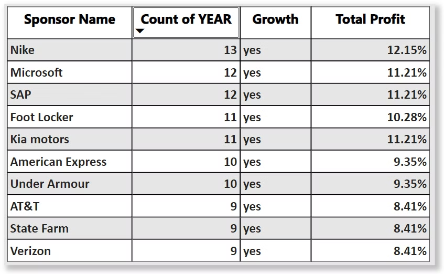 Sponsor Name Count of YEAR Growth Total Profit
Nike 13 yes 12.15%
Microsoft 12 yes 11.21%
SAP 12 yes 11.21%
Foot Locker 11 yes 10.28%
Kia motors 11 yes 11.21%
American Express 10 yes 9.35%
Under Armour 10 yes 9.35%
AT&T 9 yes 8.41%
State Farm 9 yes 8.41%
Verizon 9 yes 8.41%